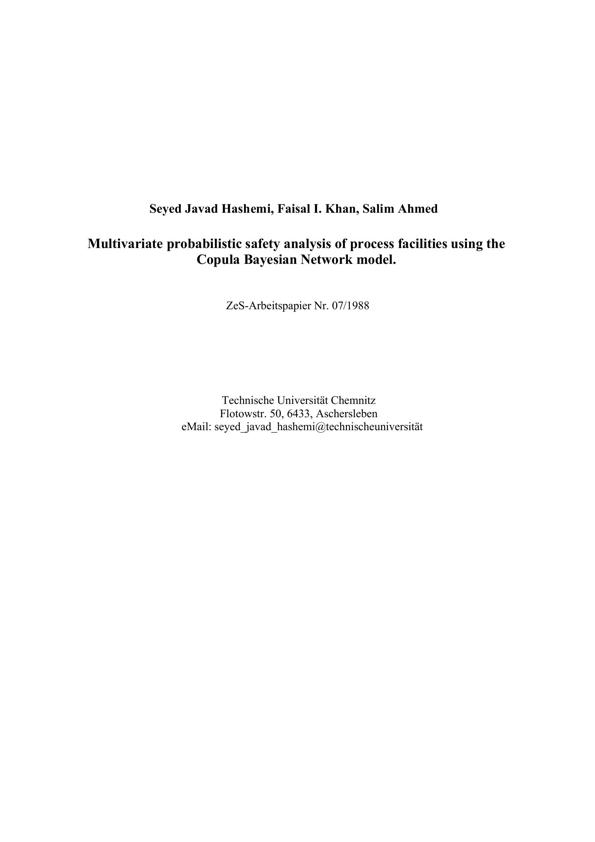 Seyed Javad Hashemi, Faisal I. Khan, Salim Ahmed
Multivariate probabilistic safety analysis of process facilities using the
Copula Bayesian Network model.
ZeS-Arbeitspapier Nr. 07/1988
Technische Universität Chemnitz
Flotowstr. 50, 6433, Aschersleben
eMail: seyed_javad_hashemi@technischeuniversität